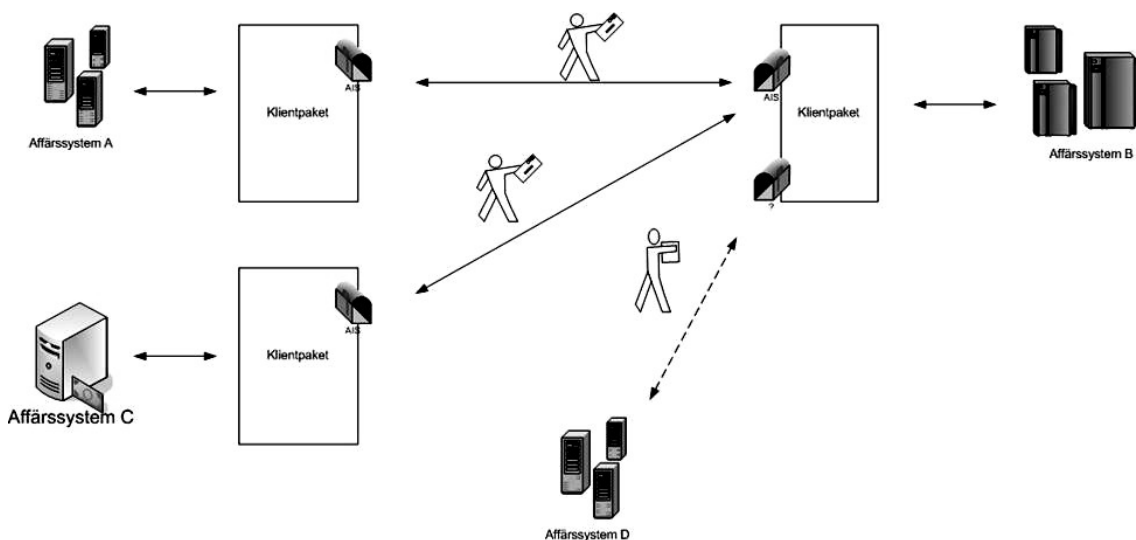 AIS
AIS
Klientpaket
Klientpaket
Affärssystem A
Affärssystem B
?
AIS
Klientpaket
Affärssystem C
Affärssystem D